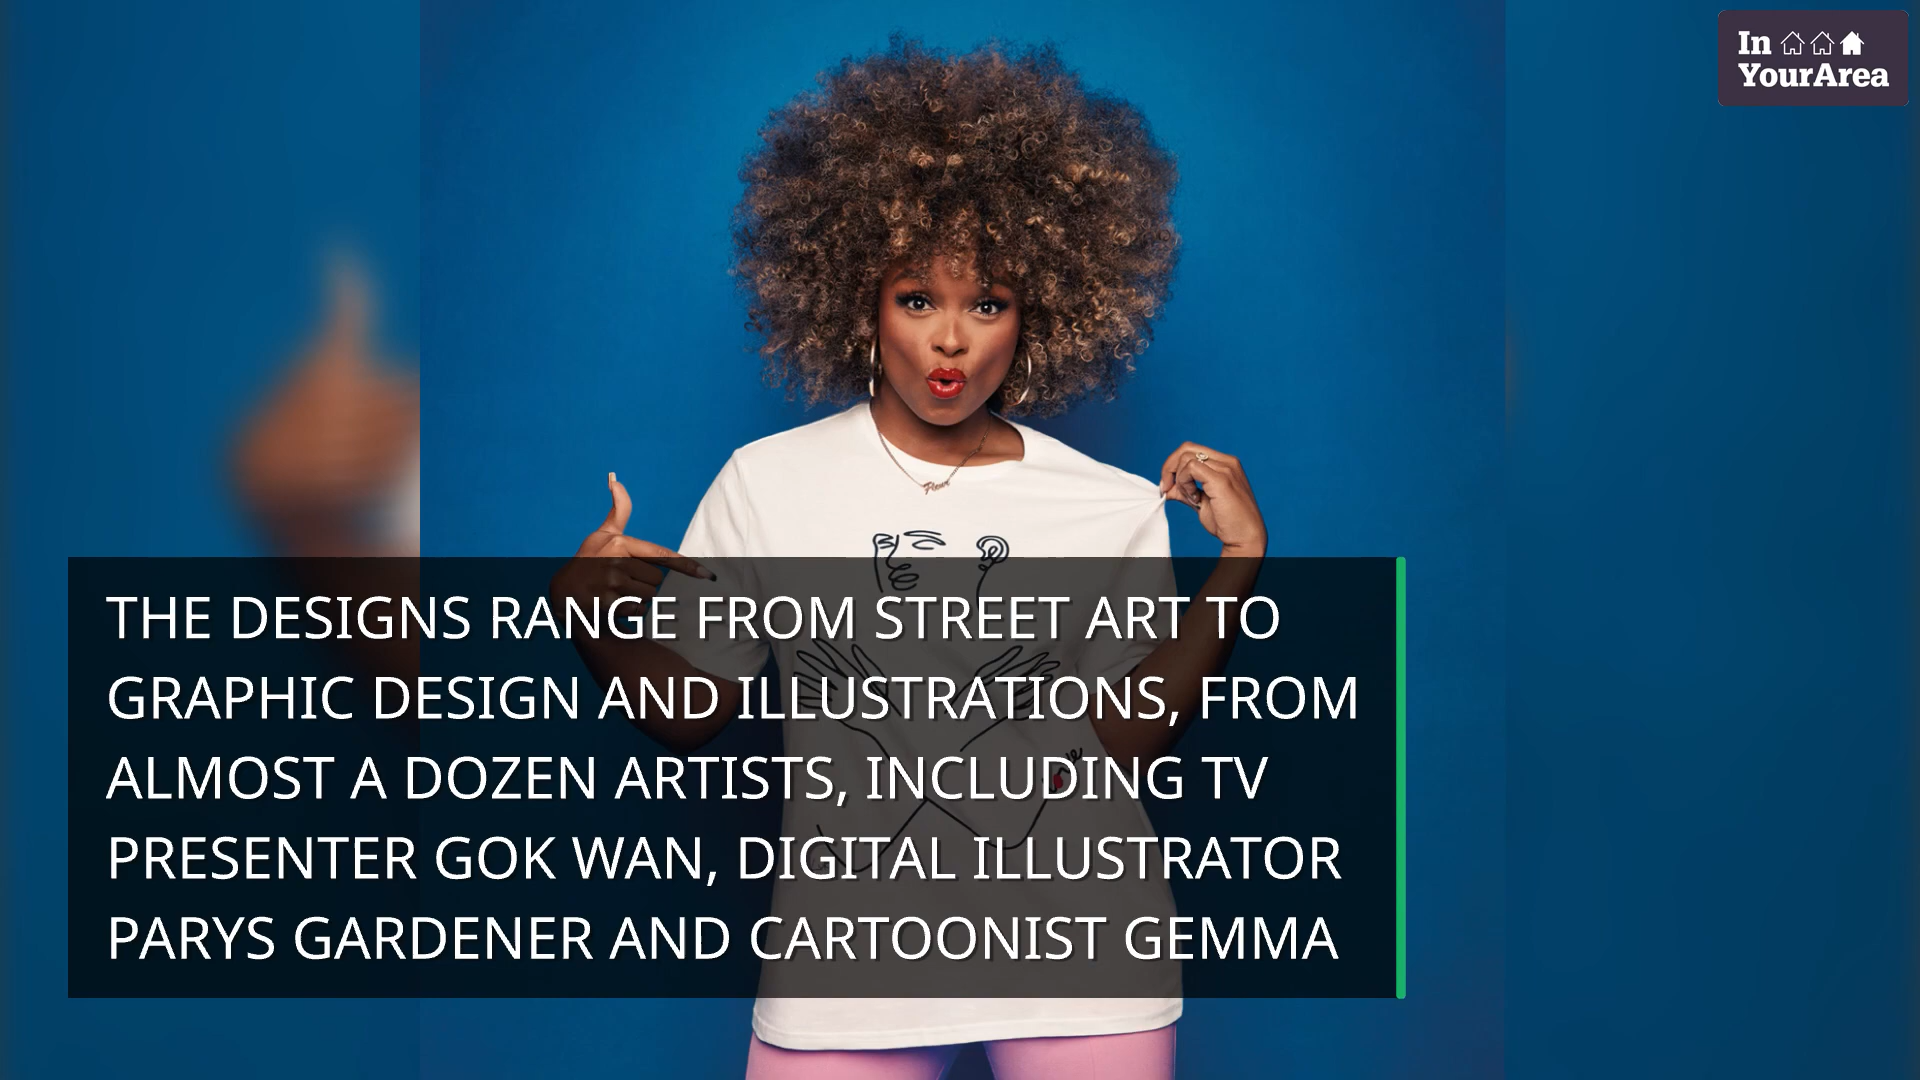 In
YourArea
THE DESIGNS RANGE FROM STREET ART TO
GRAPHIC DESIGN AND ILLUSTRATIONS, FROM
ALMOST A DOZEN ARTISTS, INCLUDING TV
PRESENTER GOK WAN, DIGITAL ILLUSTRATOR
PARYS GARDENER AND CARTOONIST GEMMA